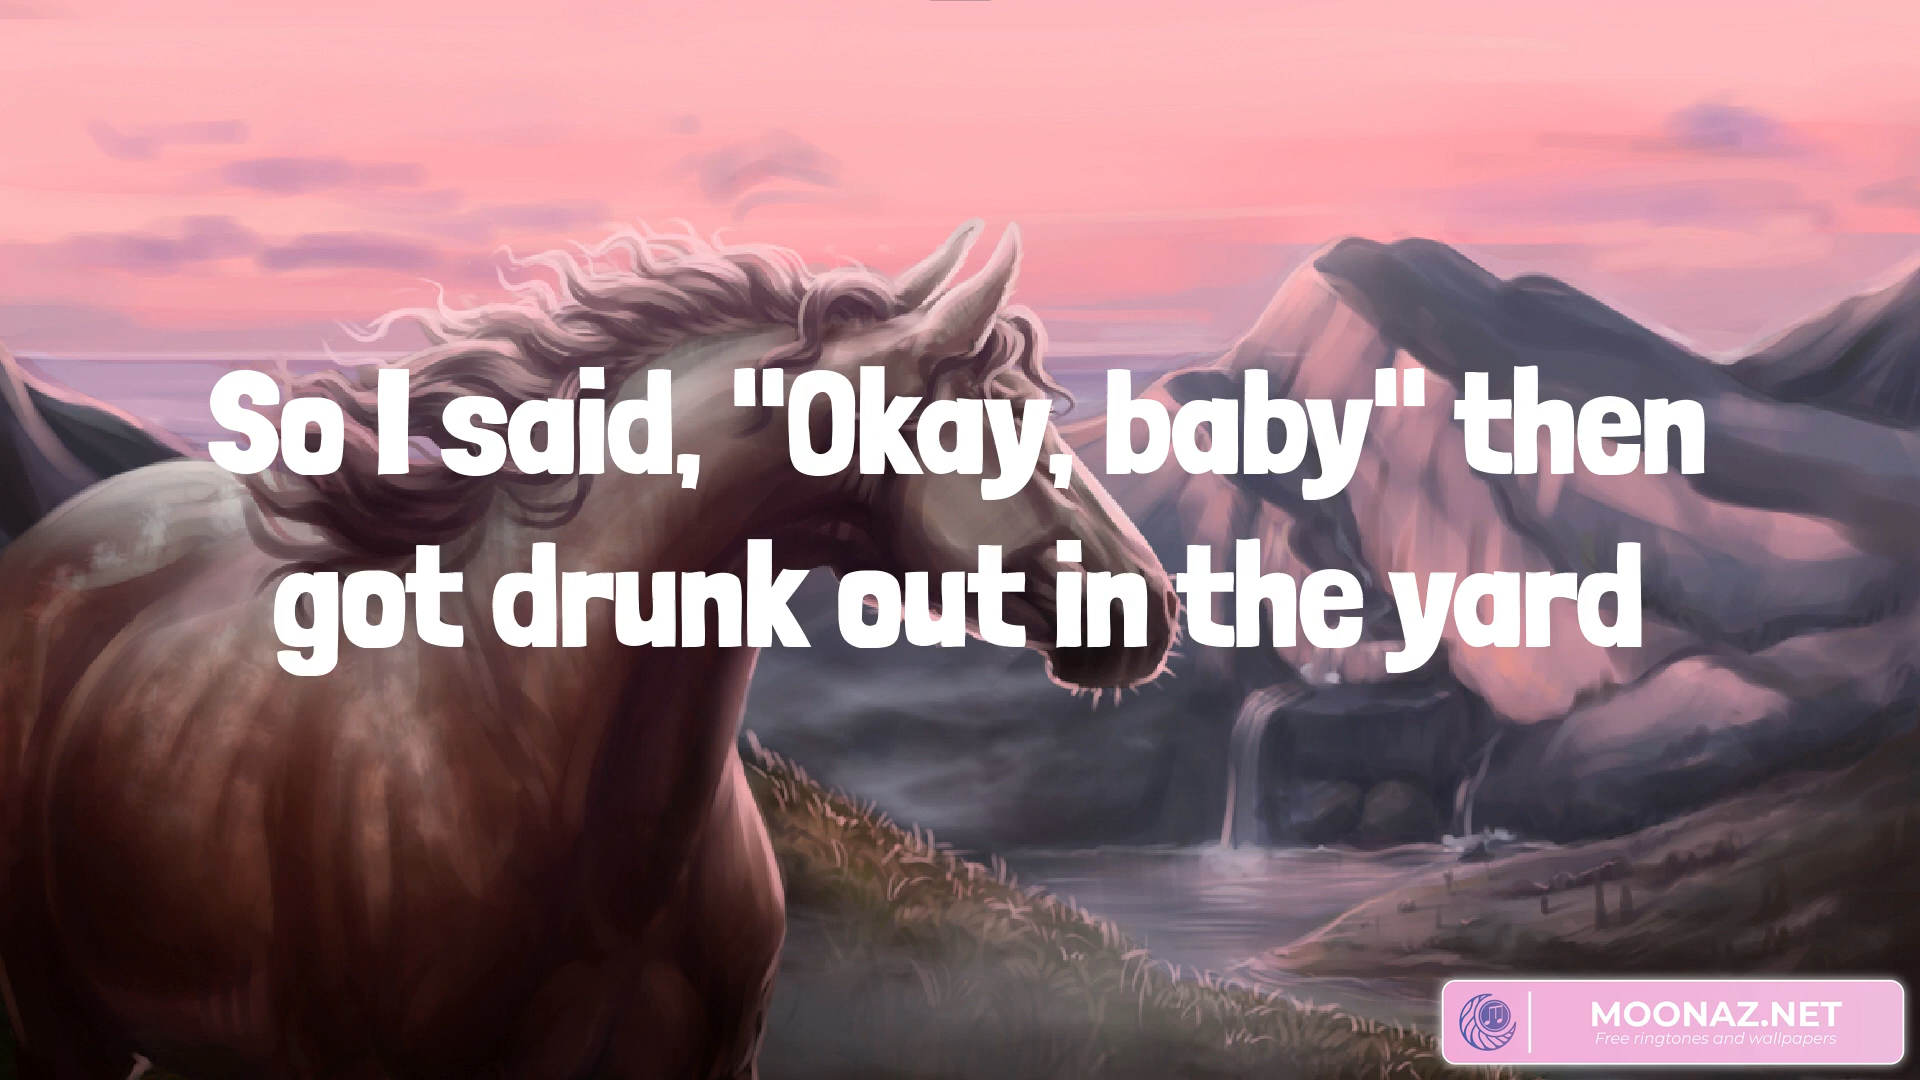 So I said, "Okay, baby" then
got drunk out in the yard
MOONAZ.NET
Free ringtones and wallpapers